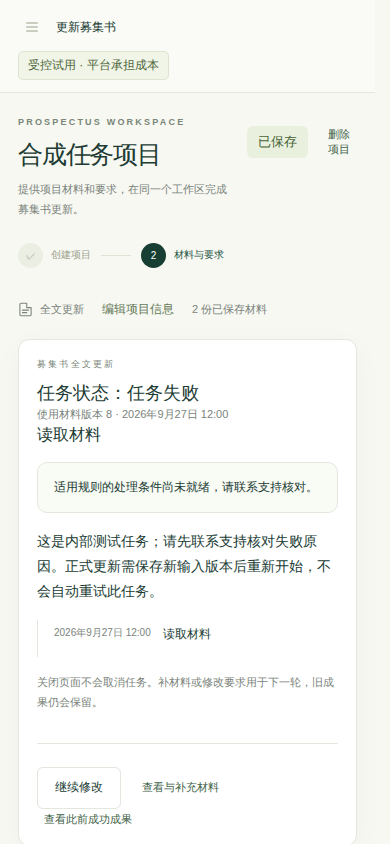 更新募集书
受控试用 · 平台承担成本
PROSPECTUS WORKSPACE
合成任务项目
已保存
删除
项目
提供项目材料和要求，在同一个工作区完成
募集书更新。
创建项目
2
材料与要求
全文更新
编辑项目信息
2 份已保存材料
募集书全文更新
任务状态：任务失败
使用材料版本 8 · 2026年9月27日 12:00
读取材料
适用规则的处理条件尚未就绪，请联系支持核对。
这是内部测试任务；请先联系支持核对失败原
因。正式更新需保存新输入版本后重新开始，不
会自动重试此任务。
2026年9月27日 12:00
读取材料
关闭页面不会取消任务。补材料或修改要求用于下一轮，旧成
果仍会保留。
继续修改
查看与补充材料
查看此前成功成果